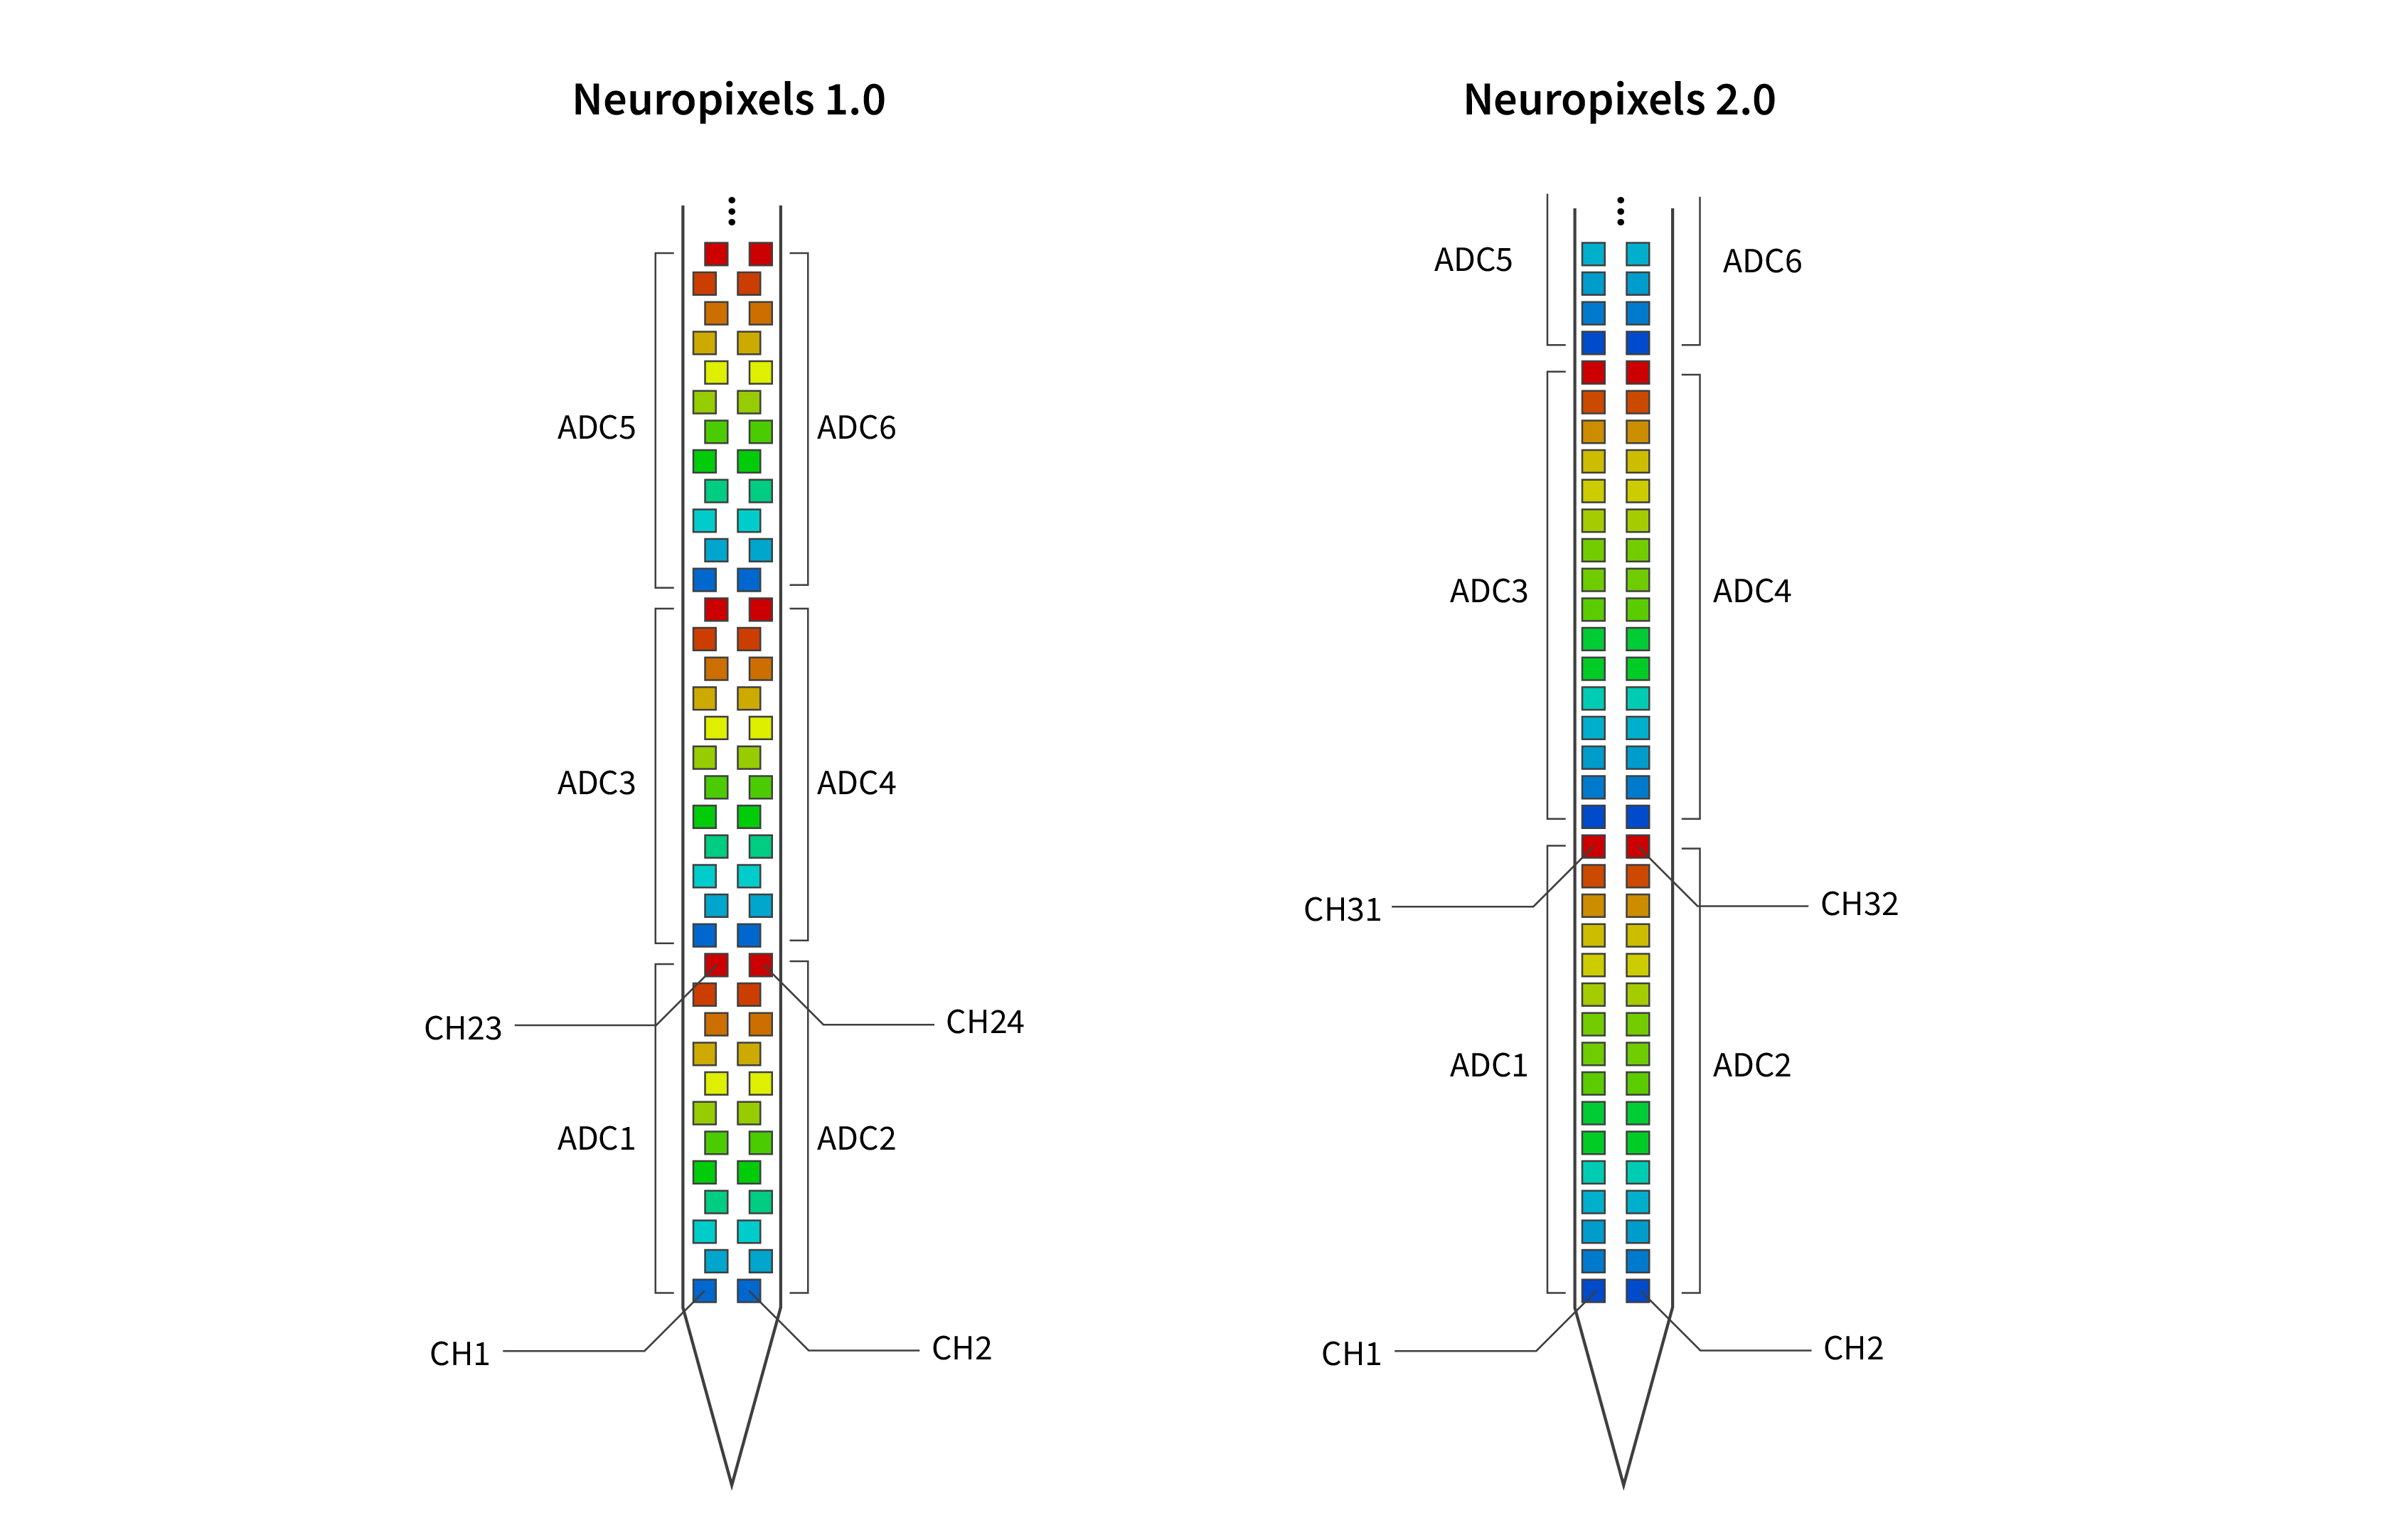 Neuropixels 1.0
ADC5
ADC6
ADC3
ADC4
CH23
CH24
ADC1
ADC2
CH1
CH2
Neuropixels 2.0
ADC5
ADC6
ADC3
ADC4
CH31
CH32
ADC1
ADC2
CH1
CH2